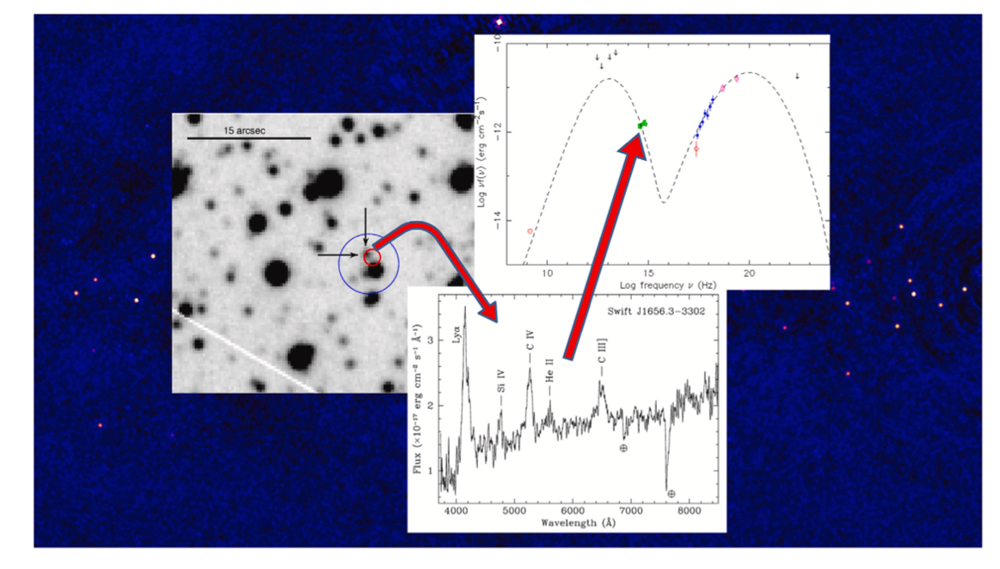 15 arcsec
Log νf(ν) (erg cm⁻²s⁻¹)
−10
−12
−14
10
15
20
Log frequency ν (Hz)
Swift J1656.3−3302
Lyα
Si IV
C IV
He II
C III]
Flux (×10⁻¹⁷ erg cm⁻² s⁻¹ Å⁻¹)
3
2
1
⊕
⊕
4000
5000
6000
7000
8000
Wavelength (Å)